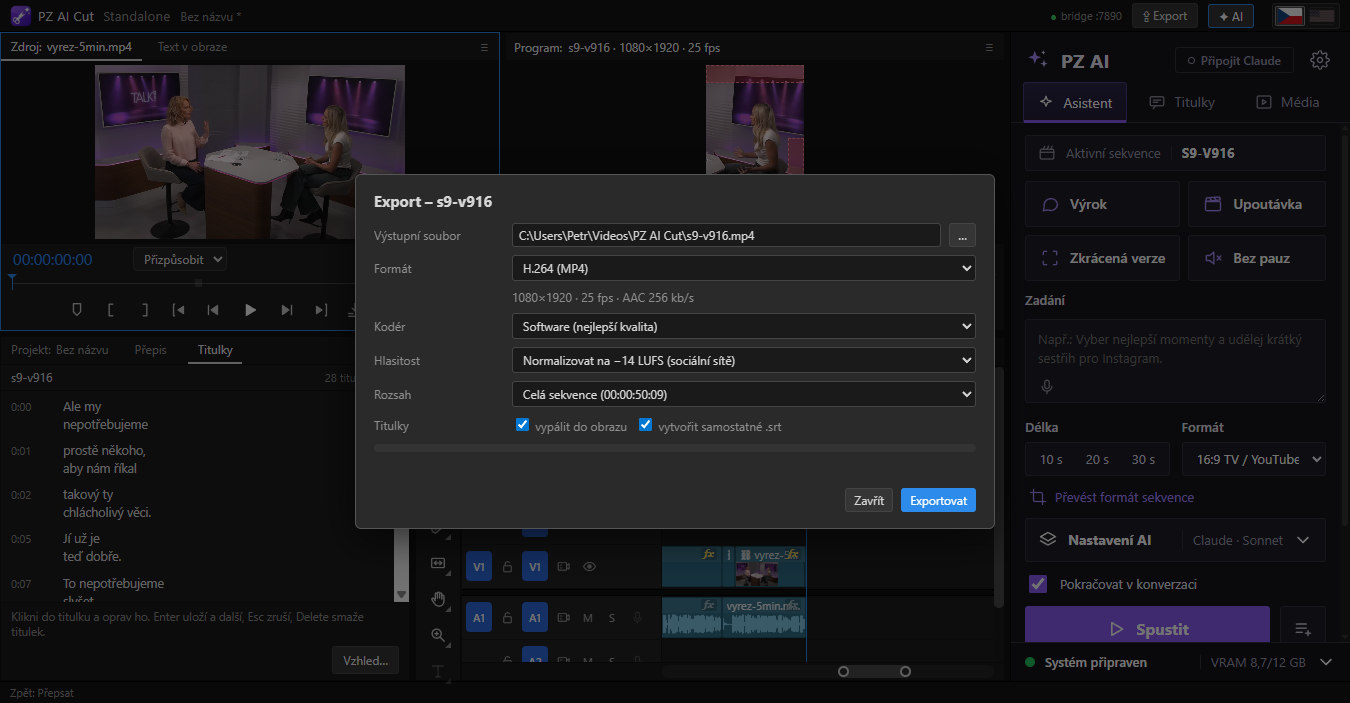 PZ AI Cut Standalone Bez názvu *
bridge :7890
Export
AI
Zdroj: vyrez-5min.mp4
Text v obraze
Program: s9-v916 · 1080×1920 · 25 fps
TALK!
00:00:00:00
Přizpůsobit
Projekt: Bez názvu
Přepis
Titulky
s9-v916
28 titu
0:00
Ale my
nepotřebujeme
0:01
prostě někoho,
aby nám říkal
0:02
takový ty
chlácholivý věci.
0:05
Jí už je
teď dobře.
0:07
To nepotřebujeme
slyšet
Klikni do titulku a oprav ho. Enter uloží a další, Esc zruší, Delete smaže
titulek.
Vzhled...
Zpět: Přepsat
Export – s9-v916
Výstupní soubor
C:\Users\Petr\Videos\PZ AI Cut\s9-v916.mp4
...
Formát
H.264 (MP4)
1080×1920 · 25 fps · AAC 256 kb/s
Kodér
Software (nejlepší kvalita)
Hlasitost
Normalizovat na −14 LUFS (sociální sítě)
Rozsah
Celá sekvence (00:00:50:09)
Titulky
vypálit do obrazu
vytvořit samostatné .srt
Zavřít
Exportovat
V1
V1
fx
vyrez-5
fx
A1
A1
M
S
fx
vyrez-5min.m
fx
A2
M
S
PZ AI
Připojit Claude
Asistent
Titulky
Média
Aktivní sekvence
S9-V916
Výrok
Upoutávka
Zkrácená verze
Bez pauz
Zadání
Např.: Vyber nejlepší momenty a udělej krátký
sestřih pro Instagram.
Délka
Formát
10 s
20 s
30 s
16:9 TV / YouTube
Převést formát sekvence
Nastavení AI
Claude · Sonnet
Pokračovat v konverzaci
Spustit
Systém připraven
VRAM 8,7/12 GB